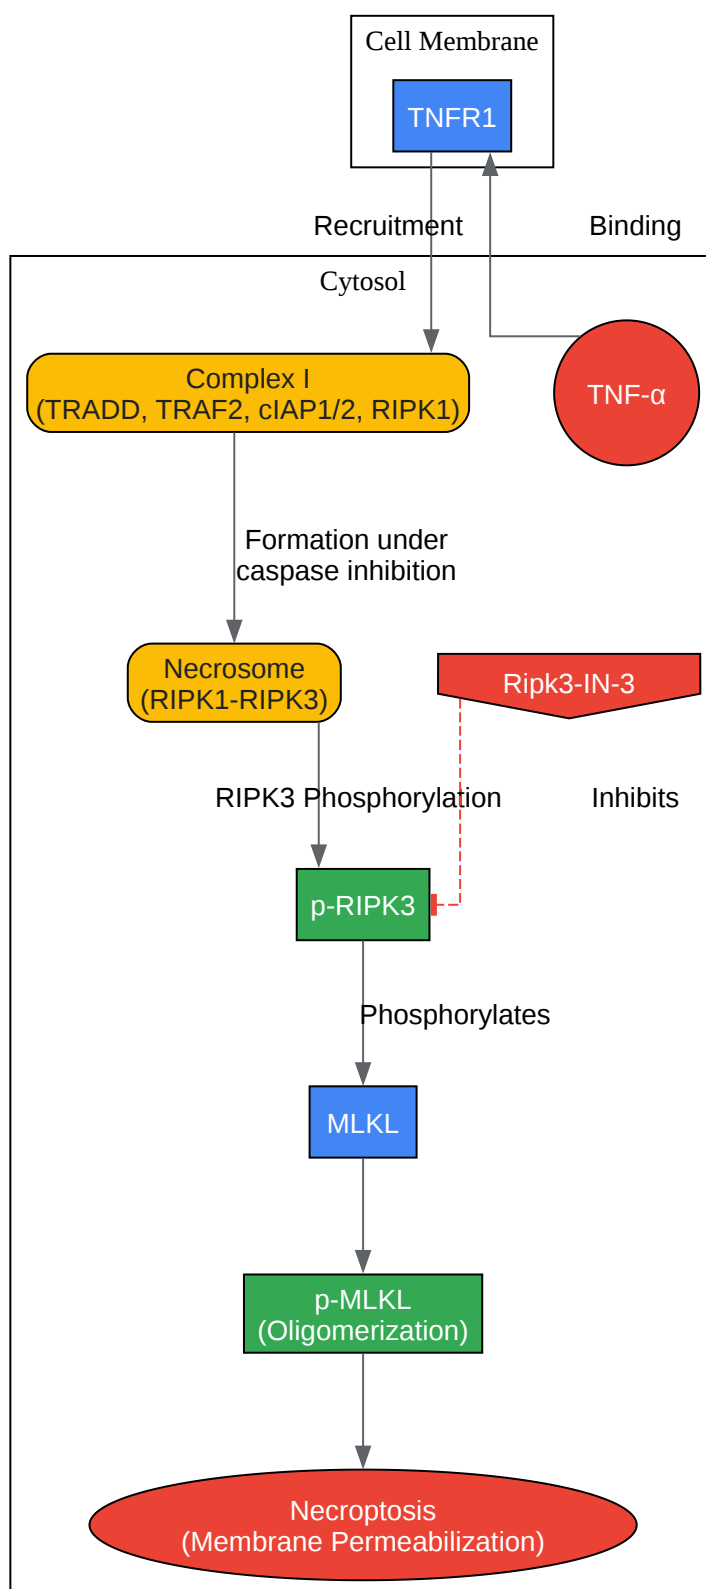 Cell Membrane
TNFR1
Recruitment
Binding
Cytosol
Complex I
(TRADD, TRAF2, cIAP1/2, RIPK1)
TNF-α
Formation under
caspase inhibition
Necrosome
(RIPK1-RIPK3)
Ripk3-IN-3
RIPK3 Phosphorylation
Inhibits
p-RIPK3
Phosphorylates
MLKL
p-MLKL
(Oligomerization)
Necroptosis
(Membrane Permeabilization)